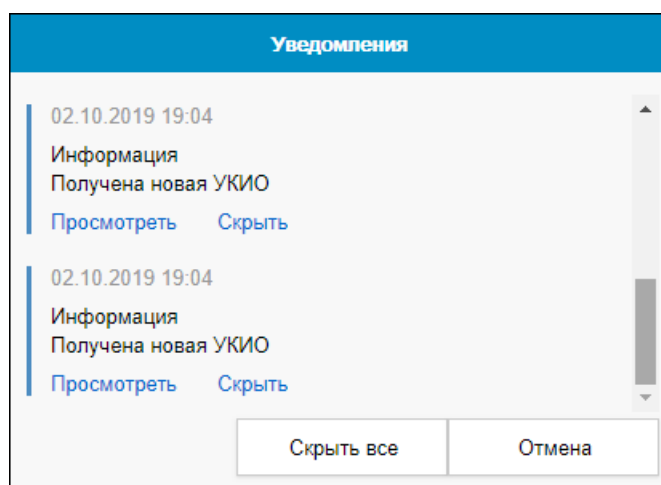 Уведомления
02.10.2019 19:04
Информация
Получена новая УКИО
Просмотреть Скрыть
02.10.2019 19:04
Информация
Получена новая УКИО
Просмотреть Скрыть
Скрыть все Отмена